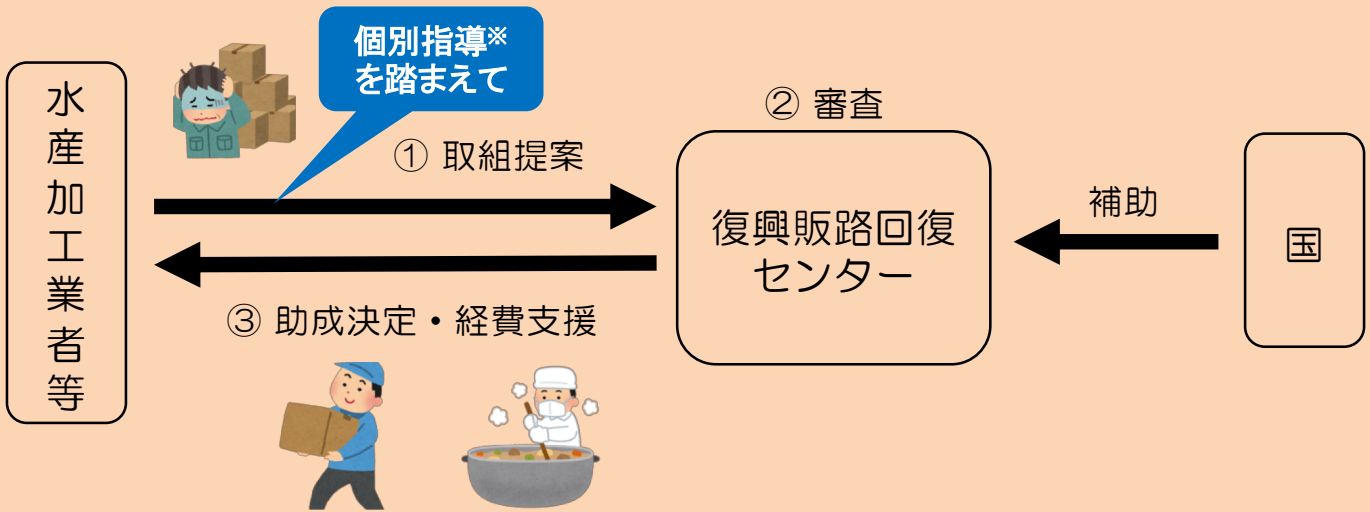 個別指導※
を踏まえて
水産加工業者等
① 取組提案
② 審査
復興販路回復
センター
補助
国
③ 助成決定・経費支援